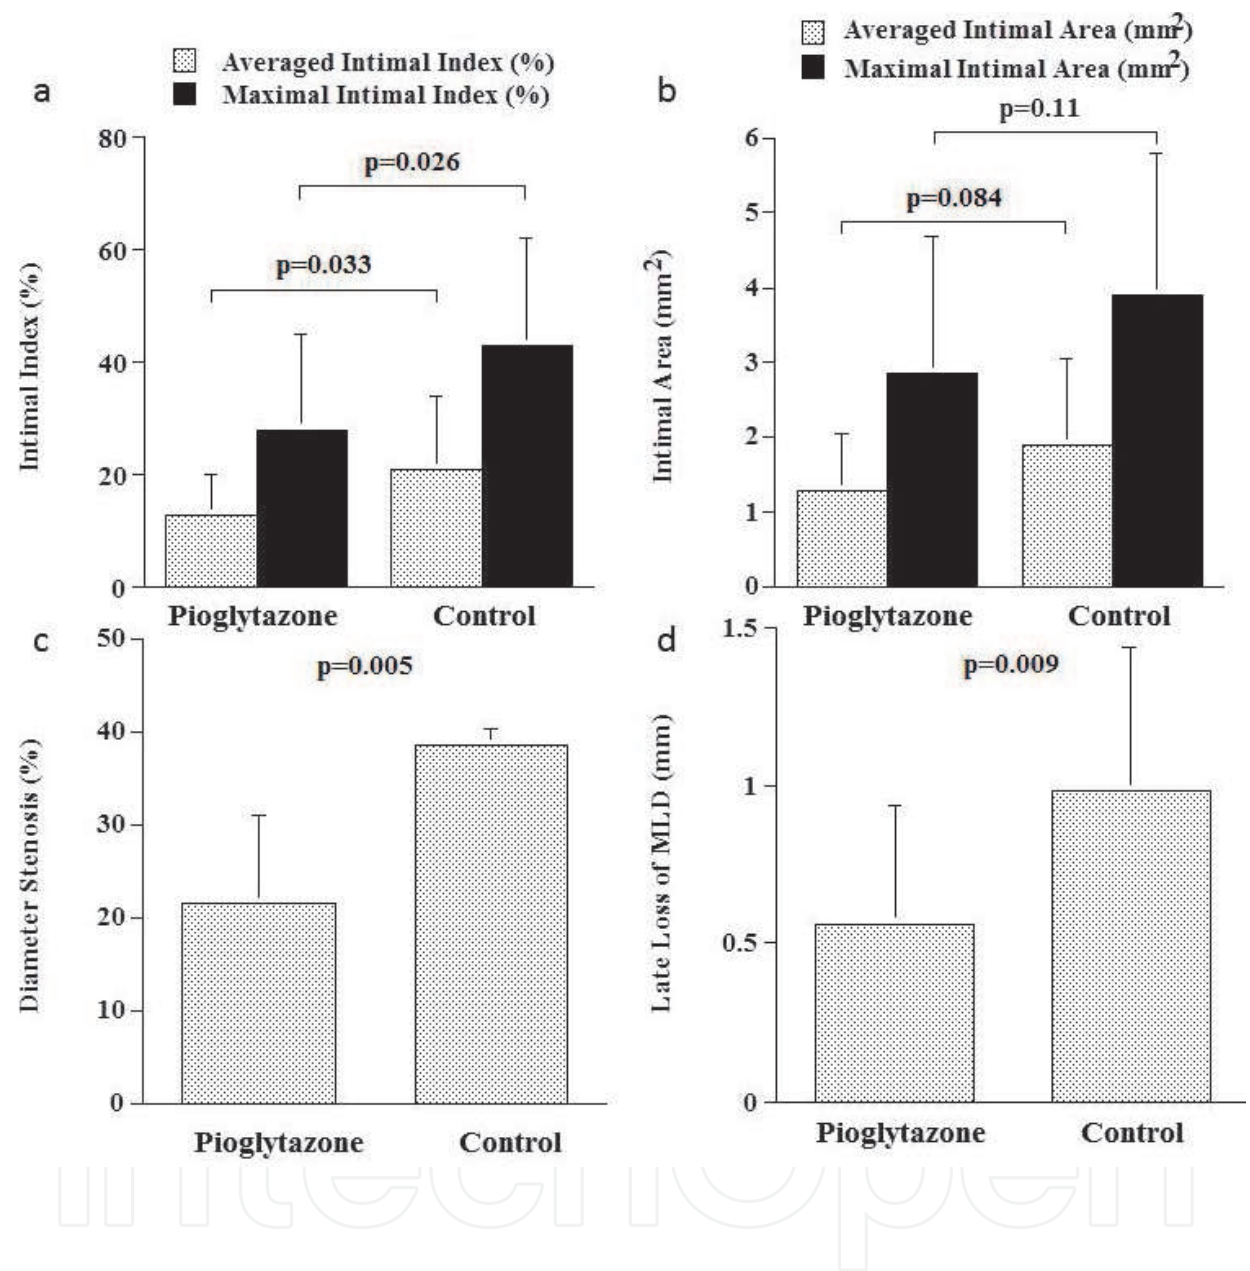 a
Averaged Intimal Index (%)
Maximal Intimal Index (%)
80
60
40
20
0
Intimal Index (%)
p=0.026
p=0.033
Pioglytazone
Control
b
Averaged Intimal Area (mm2)
Maximal Intimal Area (mm2)
6
5
4
3
2
1
0
Intimal Area (mm2)
p=0.11
p=0.084
Pioglytazone
Control
c
50
40
30
20
10
0
Diameter Stenosis (%)
p=0.005
Pioglytazone
Control
d
1.5
1
0.5
0
Late Loss of MLD (mm)
p=0.009
Pioglytazone
Control
intechopen